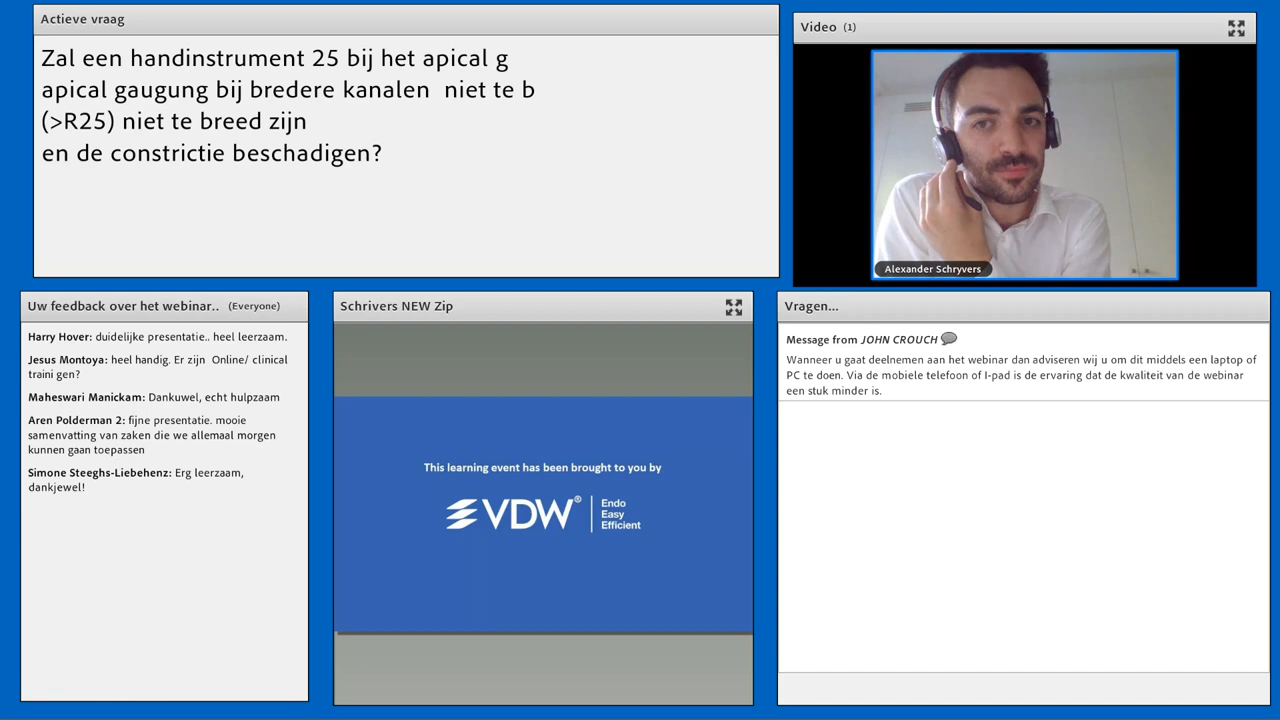 Actieve vraag
Zal een handinstrument 25 bij het apical g
apical gaugung bij bredere kanalen niet te b
(>R25) niet te breed zijn
en de constrictie beschadigen?
Video (1)
Alexander Schryvers
Uw feedback over het webinar.. (Everyone)
Harry Hover: duidelijke presentatie.. heel leerzaam.
Jesus Montoya: heel handig. Er zijn Online/ clinical
traini gen?
Maheswari Manickam: Dankuwel, echt hulpzaam
Aren Polderman 2: fijne presentatie. mooie
samenvatting van zaken die we allemaal morgen
kunnen gaan toepassen
Simone Steeghs-Liebehenz: Erg leerzaam,
dankjewel!
Schrivers NEW Zip
This learning event has been brought to you by
VDW®
Endo
Easy
Efficient
Vragen...
Message from JOHN CROUCH
Wanneer u gaat deelnemen aan het webinar dan adviseren wij u om dit middels een laptop of
PC te doen. Via de mobiele telefoon of I-pad is de ervaring dat de kwaliteit van de webinar
een stuk minder is.